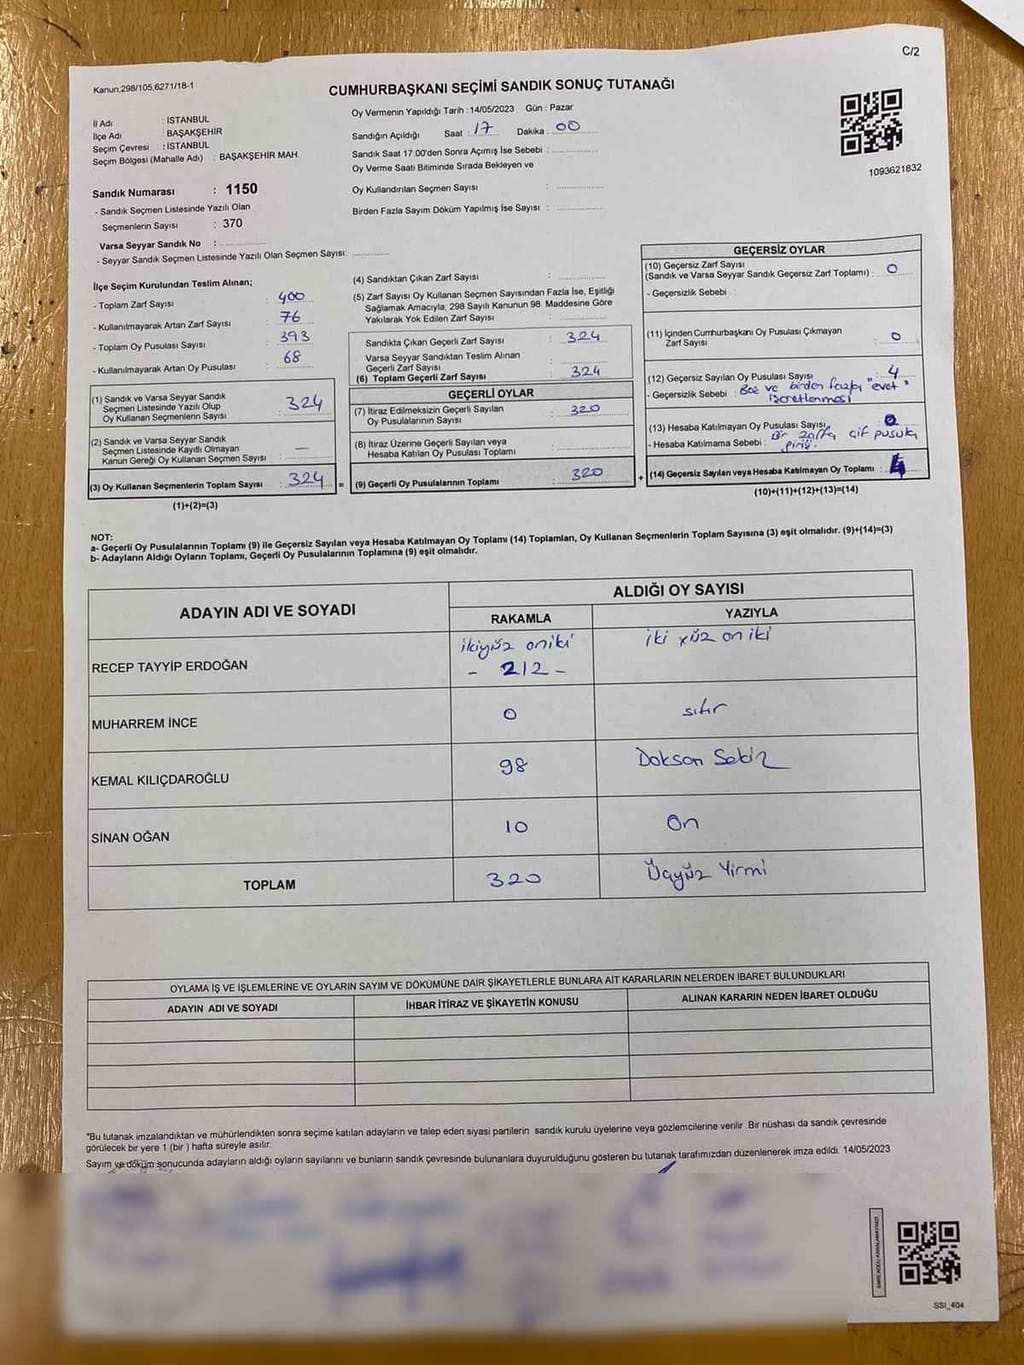 C/2
Kanun,298/105,6271/18-1
CUMHURBAŞKANI SEÇİMİ SANDIK SONUÇ TUTANAĞI
İl Adı : İSTANBUL
İlçe Adı : BAŞAKŞEHİR
Seçim Çevresi : İSTANBUL
Seçim Bölgesi (Mahalle Adı) : BAŞAKŞEHİR MAH.
Sandık Numarası : 1150
- Sandık Seçmen Listesinde Yazılı Olan
Seçmenlerin Sayısı : 370
Varsa Seyyar Sandık No :
- Seyyar Sandık Seçmen Listesinde Yazılı Olan Seçmen Sayısı:
Oy Vermenin Yapıldığı Tarih : 14/05/2023 Gün : Pazar
Sandığın Açıldığı Saat : 17 Dakika : 00
Sandık Saat 17.00'den Sonra Açımış İse Sebebi :
Oy Verme Saati Bitiminde Sırada Bekleyen ve
Oy Kullandırılan Seçmen Sayısı :
Birden Fazla Sayım Döküm Yapılmış İse Sayısı :
1093621832
İlçe Seçim Kurulundan Teslim Alınan;
- Toplam Zarf Sayısı : 400
- Kullanılmayarak Artan Zarf Sayısı : 76
- Toplam Oy Pusulası Sayısı : 393
- Kullanılmayarak Artan Oy Pusulası : 68
(1) Sandık ve Varsa Seyyar Sandık
Seçmen Listesinde Yazılı Olup
Oy Kullanan Seçmenlerin Sayısı : 324
(2) Sandık ve Varsa Seyyar Sandık
Seçmen Listesinde Kayıtlı Olmayan
Kanun Gereği Oy Kullanan Seçmen Sayısı : —
(3) Oy Kullanan Seçmenlerin Toplam Sayısı : 324 =
(1)+(2)=(3)
(4) Sandıktan Çıkan Zarf Sayısı :
(5) Zarf Sayısı Oy Kullanan Seçmen Sayısından Fazla İse, Eşitliği
Sağlamak Amacıyla; 298 Sayılı Kanunun 98. Maddesine Göre
Yakılarak Yok Edilen Zarf Sayısı :
Sandıkta Çıkan Geçerli Zarf Sayısı : 324
Varsa Seyyar Sandıktan Teslim Alınan
Geçerli Zarf Sayısı :
(6) Toplam Geçerli Zarf Sayısı : 324
GEÇERLİ OYLAR
(7) İtiraz Edilmeksizin Geçerli Sayılan
Oy Pusulalarının Sayısı : 320
(8) İtiraz Üzerine Geçerli Sayılan veya
Hesaba Katılan Oy Pusulası Toplamı :
(9) Geçerli Oy Pusulalarının Toplamı : 320 +
GEÇERSİZ OYLAR
(10) Geçersiz Zarf Sayısı
(Sandık ve Varsa Seyyar Sandık Geçersiz Zarf Toplamı) : 0
- Geçersizlik Sebebi :
(11) İçinden Cumhurbaşkanı Oy Pusulası Çıkmayan
Zarf Sayısı : 0
(12) Geçersiz Sayılan Oy Pusulası Sayısı : 4
- Geçersizlik Sebebi : Boş ve birden fazla "evet"
işaretlenmesi
(13) Hesaba Katılmayan Oy Pusulası Sayısı : 0
- Hesaba Katılmama Sebebi : Bir zarfta çif pusula
(14) Geçersiz Sayılan veya Hesaba Katılmayan Oy Toplamı : 4
(10)+(11)+(12)+(13)=(14)
NOT:
a- Geçerli Oy Pusulalarının Toplamı (9) ile Geçersiz Sayılan veya Hesaba Katılmayan Oy Toplamı (14) Toplamları, Oy Kullanan Seçmenlerin Toplam Sayısına (3) eşit olmalıdır. (9)+(14)=(3)
b- Adayların Aldığı Oyların Toplamı, Geçerli Oy Pusulalarının Toplamına (9) eşit olmalıdır.
ADAYIN ADI VE SOYADI
ALDIĞI OY SAYISI
RAKAMLA YAZIYLA
RECEP TAYYİP ERDOĞAN ikiyüz oniki - 212 - iki yüz on iki
MUHARREM İNCE 0 sıfır
KEMAL KILIÇDAROĞLU 98 Doksan Sekiz
SİNAN OĞAN 10 On
TOPLAM 320 Üçyüz Yirmi
OYLAMA İŞ VE İŞLEMLERİNE VE OYLARIN SAYIM VE DÖKÜMÜNE DAİR ŞİKAYETLERLE BUNLARA AİT KARARLARIN NELERDEN İBARET BULUNDUKLARI
ADAYIN ADI VE SOYADI İHBAR İTİRAZ VE ŞİKAYETİN KONUSU ALINAN KARARIN NEDEN İBARET OLDUĞU
*Bu tutanak imzalandıktan ve mühürlendikten sonra seçime katılan adayların ve talep eden siyasi partilerin sandık kurulu üyelerine veya gözlemcilerine verilir. Bir nüshası da sandık çevresinde
görülecek bir yere 1 (bir ) hafta süreyle asılır.
Sayım ve döküm sonucunda adayların aldığı oyların sayılarını ve bunların sandık çevresinde bulunanlara duyurulduğunu gösteren bu tutanak tarafımızdan düzenlenerek imza edildi. 14/05/2023
SSI_404